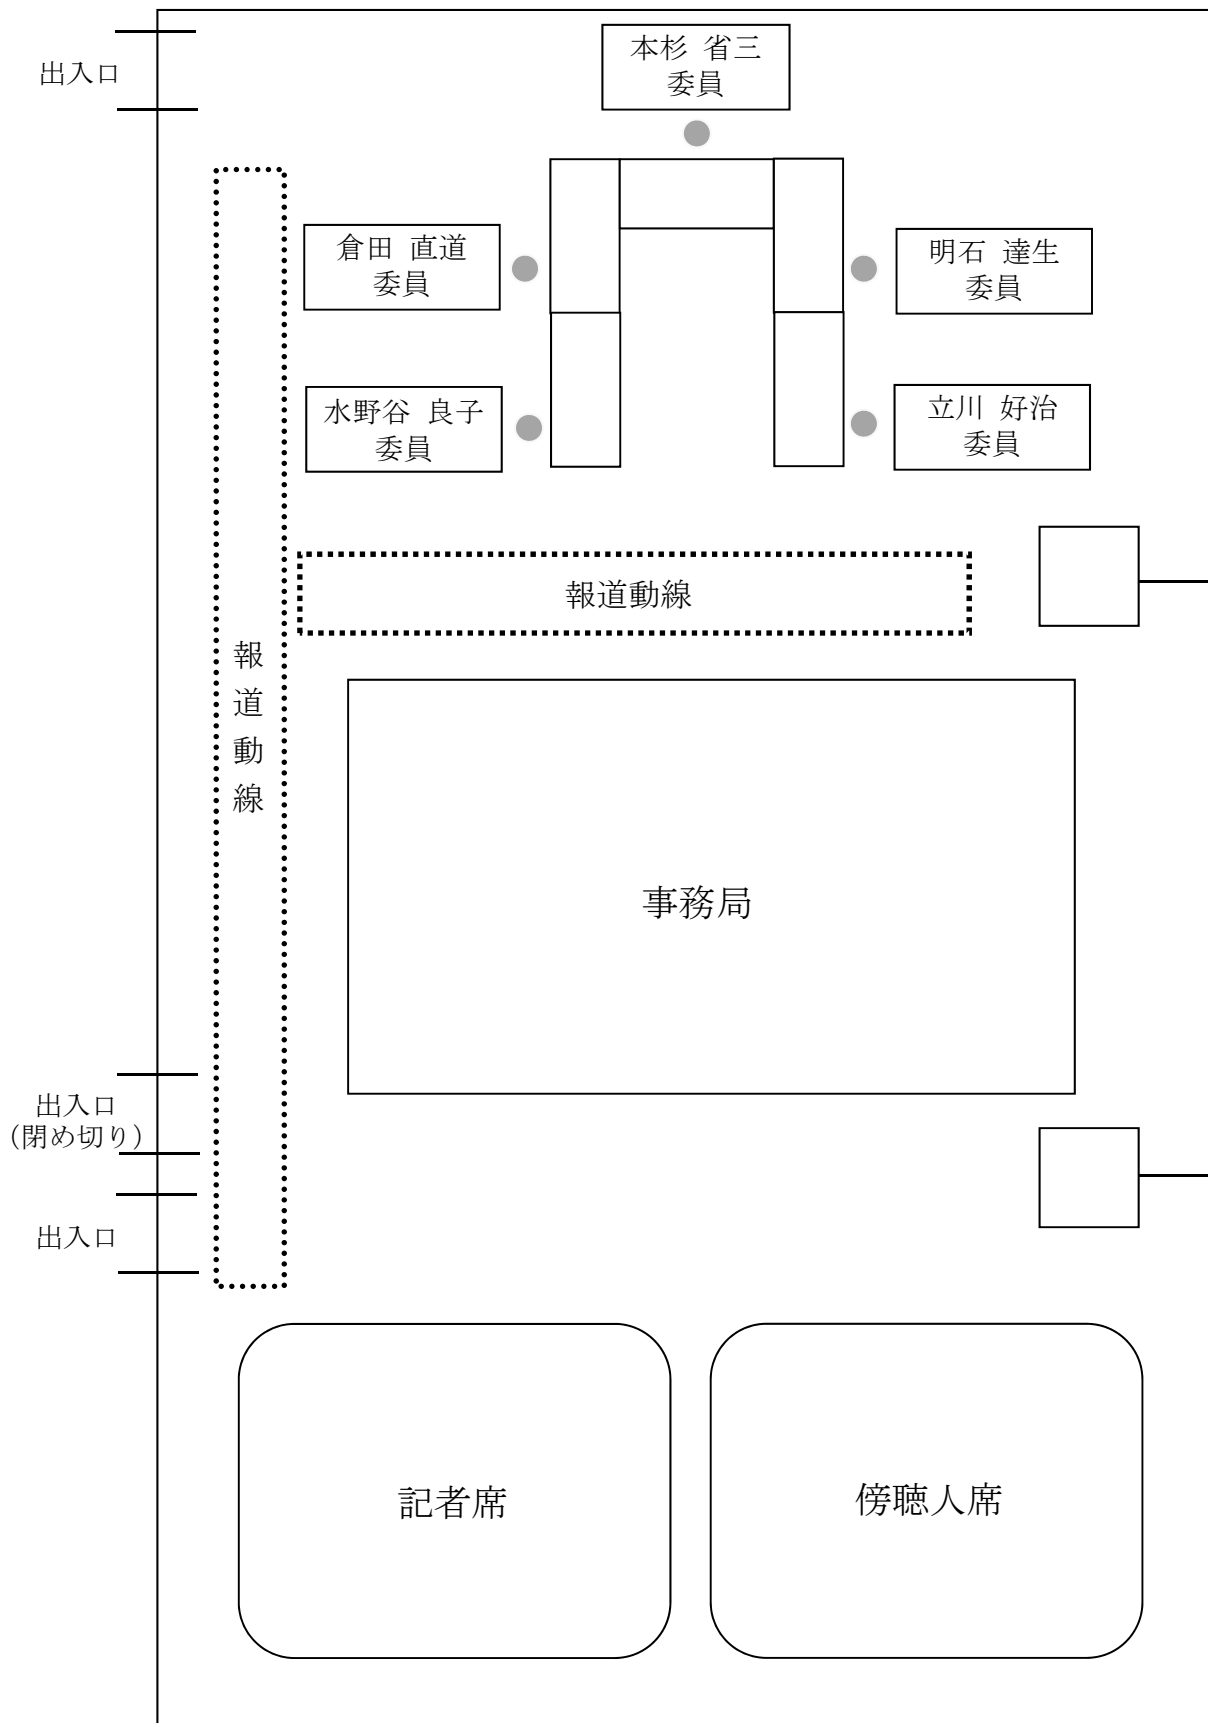 出入口
本杉 省三
委員
倉田 直道
委員
明石 達生
委員
水野谷 良子
委員
立川 好治
委員
報道動線
報道動線
事務局
出入口
（閉め切り）
出入口
記者席
傍聴人席